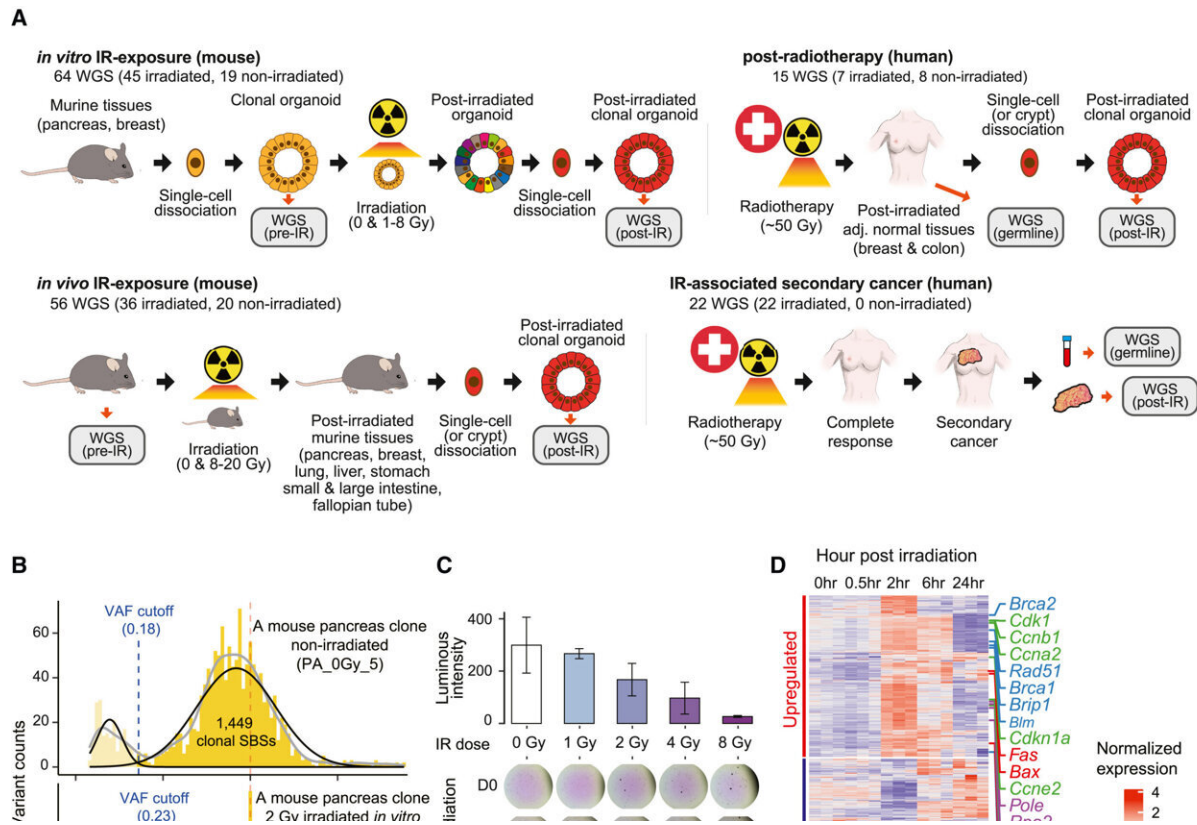 A
in vitro IR-exposure (mouse)
64 WGS (45 irradiated, 19 non-irradiated)
Murine tissues
(pancreas, breast)
Single-cell
dissociation
Clonal organoid
WGS
(pre-IR)
Irradiation
(0 & 1-8 Gy)
Post-irradiated
organoid
Single-cell
dissociation
Post-irradiated
clonal organoid
WGS
(post-IR)
post-radiotherapy (human)
15 WGS (7 irradiated, 8 non-irradiated)
Radiotherapy
(~50 Gy)
Post-irradiated
adj. normal tissues
(breast & colon)
Single-cell
(or crypt)
dissociation
WGS
(germline)
Post-irradiated
clonal organoid
WGS
(post-IR)
in vivo IR-exposure (mouse)
56 WGS (36 irradiated, 20 non-irradiated)
WGS
(pre-IR)
Irradiation
(0 & 8-20 Gy)
Post-irradiated
murine tissues
(pancreas, breast,
lung, liver, stomach
small & large intestine,
fallopian tube)
Single-cell
(or crypt)
dissociation
Post-irradiated
clonal organoid
WGS
(post-IR)
IR-associated secondary cancer (human)
22 WGS (22 irradiated, 0 non-irradiated)
Radiotherapy
(~50 Gy)
Complete
response
Secondary
cancer
WGS
(germline)
WGS
(post-IR)
B
Variant counts
60
40
20
0
VAF cutoff
(0.18)
A mouse pancreas clone
non-irradiated
(PA_0Gy_5)
1,449
clonal SBSs
VAF cutoff
(0.23)
A mouse pancreas clone
2 Gy irradiated in vitro
C
Luminous
intensity
400
200
0
IR dose
0 Gy
1 Gy
2 Gy
4 Gy
8 Gy
D0
D
Hour post irradiation
0hr
0.5hr
2hr
6hr
24hr
Upregulated
Brca2
Cdk1
Ccnb1
Ccna2
Rad51
Brca1
Brip1
Blm
Cdkn1a
Fas
Bax
Ccne2
Pole
Normalized
expression
4
2